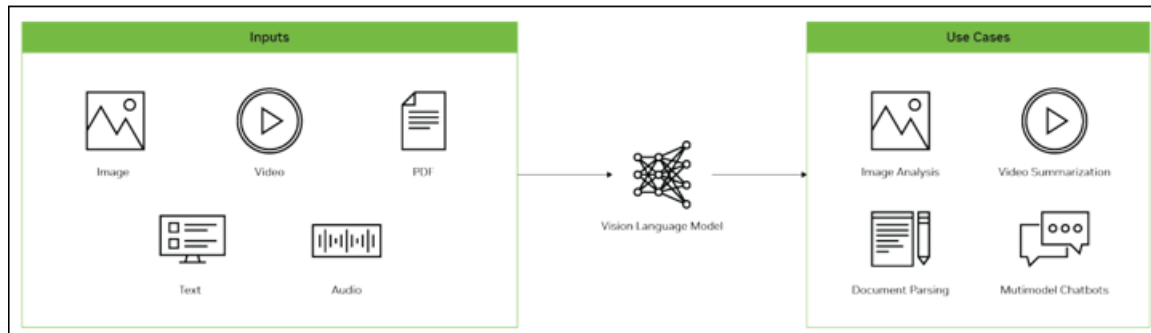 Inputs
Use Cases
Image
Video
PDF
Text
Audio
Vision Language Model
Image Analysis
Video Summarization
Document Parsing
Mutimodel Chatbots